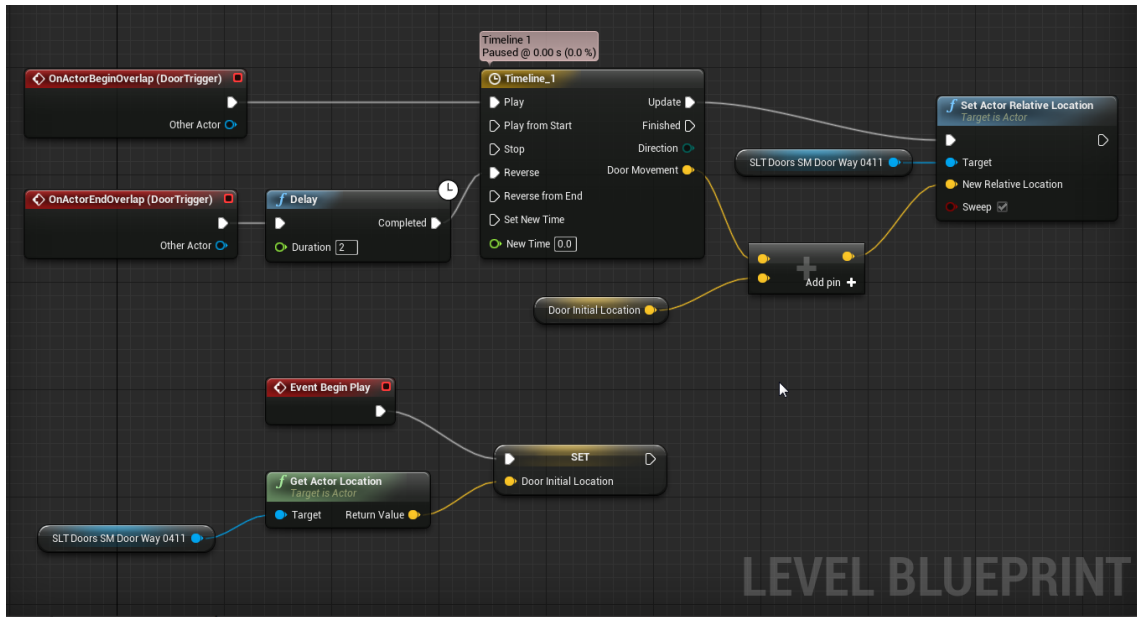 Timeline 1
Paused @ 0.00 s (0.0 %)
OnActorBeginOverlap (DoorTrigger)
Other Actor
Timeline_1
Play
Update
Play from Start
Finished
Stop
Direction
Reverse
Door Movement
Reverse from End
Set New Time
New Time 0.0
Set Actor Relative Location
Target is Actor
Target
New Relative Location
Sweep
SLT Doors SM Door Way 0411
OnActorEndOverlap (DoorTrigger)
Other Actor
Delay
Completed
Duration 2
Add pin
Door Initial Location
Event Begin Play
SET
Door Initial Location
Get Actor Location
Target is Actor
Target
Return Value
SLT Doors SM Door Way 0411
LEVEL BLUEPRINT